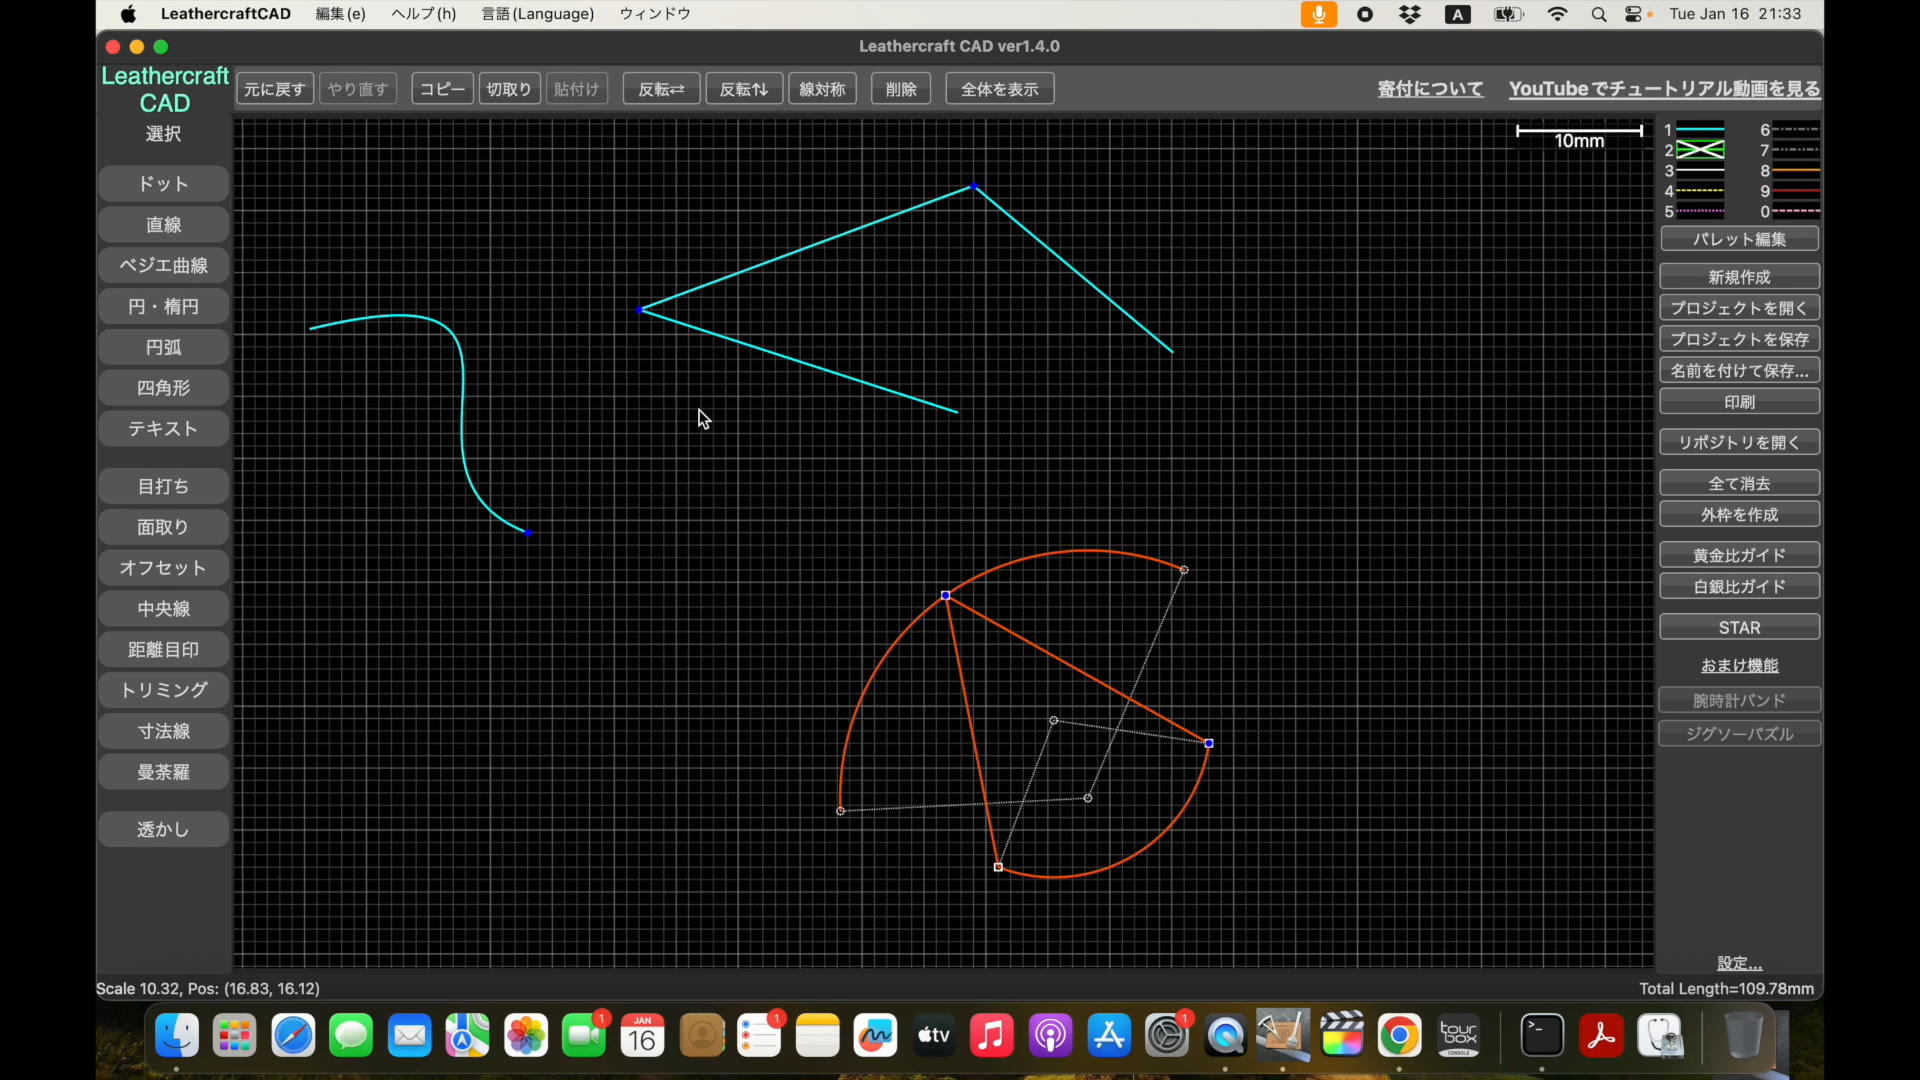 LeathercraftCAD 編集(e) ヘルプ(h) 言語(Language) ウィンドウ A Tue Jan 16 21:33
Leathercraft CAD ver1.4.0
Leathercraft
CAD
元に戻す やり直す コピー 切取り 貼付け 反転⇄ 反転↑↓ 線対称 削除 全体を表示 寄付について YouTubeでチュートリアル動画を見る
選択
ドット
直線
ベジエ曲線
円・楕円
円弧
四角形
テキスト
目打ち
面取り
オフセット
中央線
距離目印
トリミング
寸法線
曼荼羅
透かし
10mm
1 6
2 7
3 8
4 9
5 0
パレット編集
新規作成
プロジェクトを開く
プロジェクトを保存
名前を付けて保存...
印刷
リポジトリを開く
全て消去
外枠を作成
黄金比ガイド
白銀比ガイド
STAR
おまけ機能
腕時計バンド
ジグソーパズル
設定...
Scale 10.32, Pos: (16.83, 16.12) Total Length=109.78mm
1
JAN
16
1
tv
1
tour
box
CONSOLE